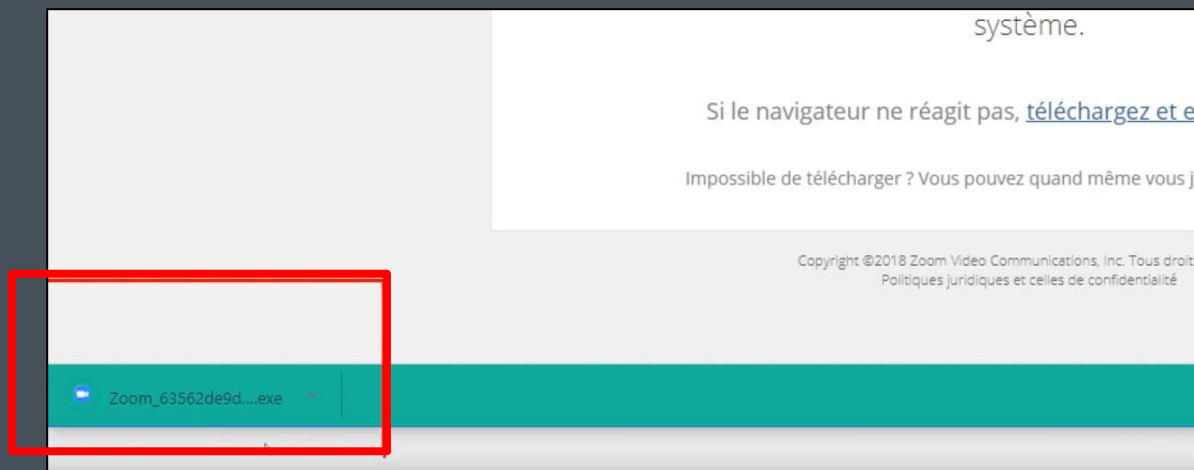 système.
Si le navigateur ne réagit pas, téléchargez et e
Impossible de télécharger ? Vous pouvez quand même vous j
Copyright ©2018 Zoom Video Communications, Inc. Tous droit
Politiques juridiques et celles de confidentialité
Zoom_63562de9d....exe